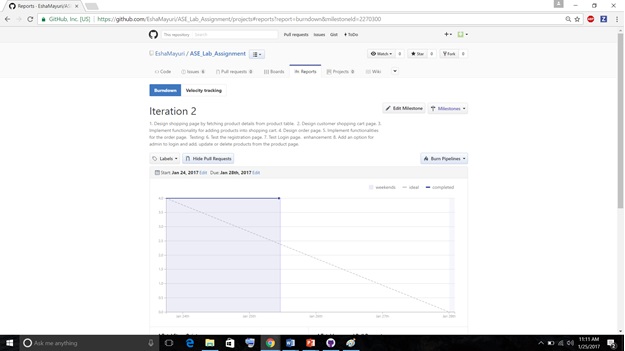 Reports · EshaMayuri/AS
GitHub, Inc. [US] | https://github.com/EshaMayuri/ASE_Lab_Assignment/projects#reports?report=burndown&milestoneId=2270300
This repository Search Pull requests Issues Gist +ToDo
EshaMayuri / ASE_Lab_Assignment
Watch 0 Star 0 Fork 0
Code Issues 0 Pull requests 0 Boards Reports Projects 0 Wiki
Burndown Velocity tracking
Iteration 2
Edit Milestone Milestones
1. Design shopping page by fetching product details from product table. 2. Design customer shopping cart page. 3.
Implement functionality for adding products into shopping cart. 4. Design order page. 5. Implement functionalities
for the order page. Testing: 6. Test the registration page. 7. Test Login page. enhancement: 8. Add an option for
admin to login and add, update or delete products from the product page
Labels Hide Pull Requests Burn Pipelines
Start Jan 24, 2017 Edit Due Jan 28th, 2017 Edit
weekends ideal completed
4.0
3.5
3.0
2.5
2.0
1.5
1.0
0.5
0.0
Jan 24th Jan 25th Jan 26th Jan 27th Jan 28th
Ask me anything
11:11 AM
1/25/2017